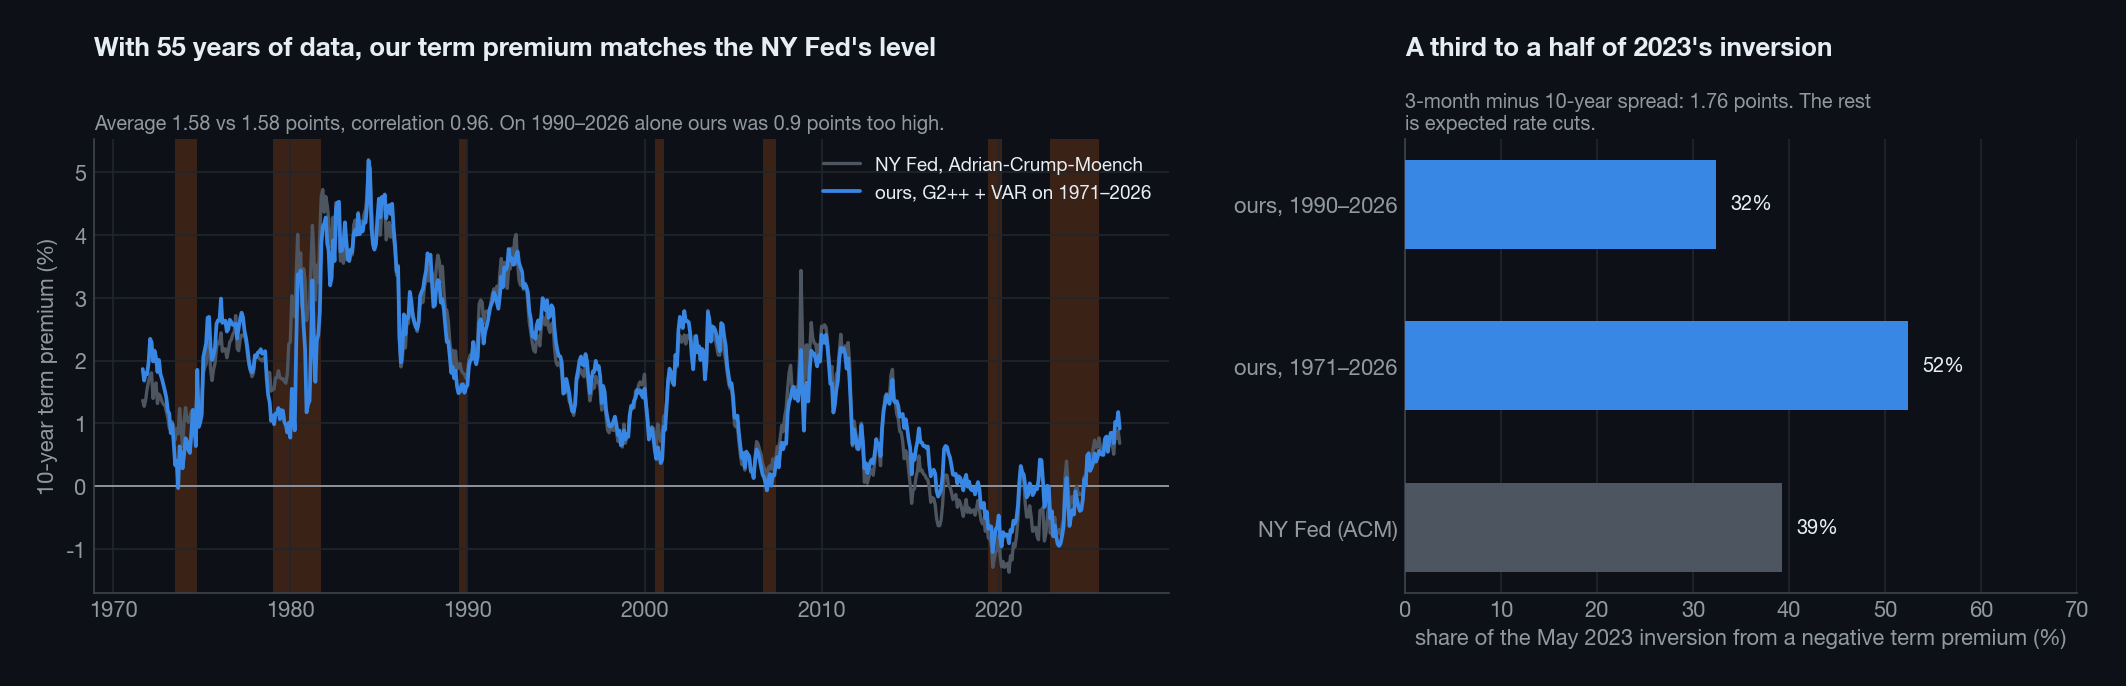 With 55 years of data, our term premium matches the NY Fed's level
Average 1.58 vs 1.58 points, correlation 0.96. On 1990–2026 alone ours was 0.9 points too high.
NY Fed, Adrian-Crump-Moench
ours, G2++ + VAR on 1971–2026
10-year term premium (%)
5
4
3
2
1
0
-1
1970
1980
1990
2000
2010
2020
A third to a half of 2023's inversion
3-month minus 10-year spread: 1.76 points. The rest
is expected rate cuts.
ours, 1990–2026
32%
ours, 1971–2026
52%
NY Fed (ACM)
39%
0
10
20
30
40
50
60
70
share of the May 2023 inversion from a negative term premium (%)